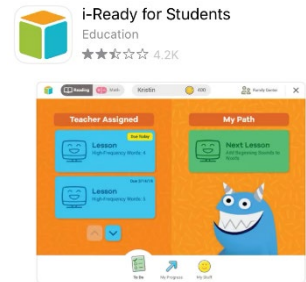 i-Ready for Students
Education
4.2K
Reading Math Kristin 400
Teacher Assigned My Path
Due Today
Lesson
High-Frequency Words: 4
Next Lesson
Lesson
High-Frequency Words: 5
To Do My Progress My Stuff